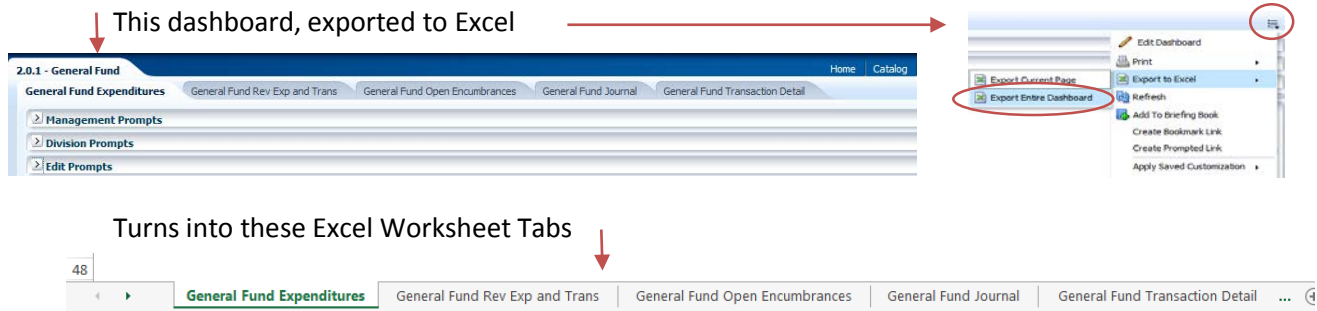 This dashboard, exported to Excel
2.0.1 - General Fund
Home Catalog
General Fund Expenditures General Fund Rev Exp and Trans General Fund Open Encumbrances General Fund Journal General Fund Transaction Detail
Management Prompts
Division Prompts
Edit Prompts
Edit Dashboard
Print
Export to Excel
Export Current Page
Export Entire Dashboard
Refresh
Add To Briefing Book
Create Bookmark Link
Create Prompted Link
Apply Saved Customization
Turns into these Excel Worksheet Tabs
48
General Fund Expenditures General Fund Rev Exp and Trans General Fund Open Encumbrances General Fund Journal General Fund Transaction Detail ...